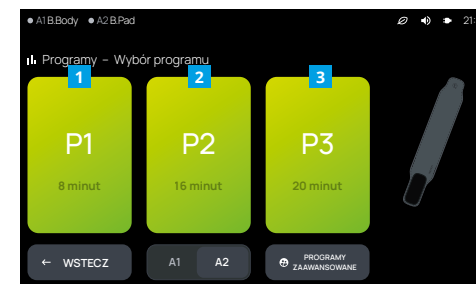 A1 B.Body A2 B.Pad 21:
Programy – Wybór programu
1 2 3
P1 P2 P3
8 minut 16 minut 20 minut
← WSTECZ A1 A2 PROGRAMY
ZAAWANSOWANE